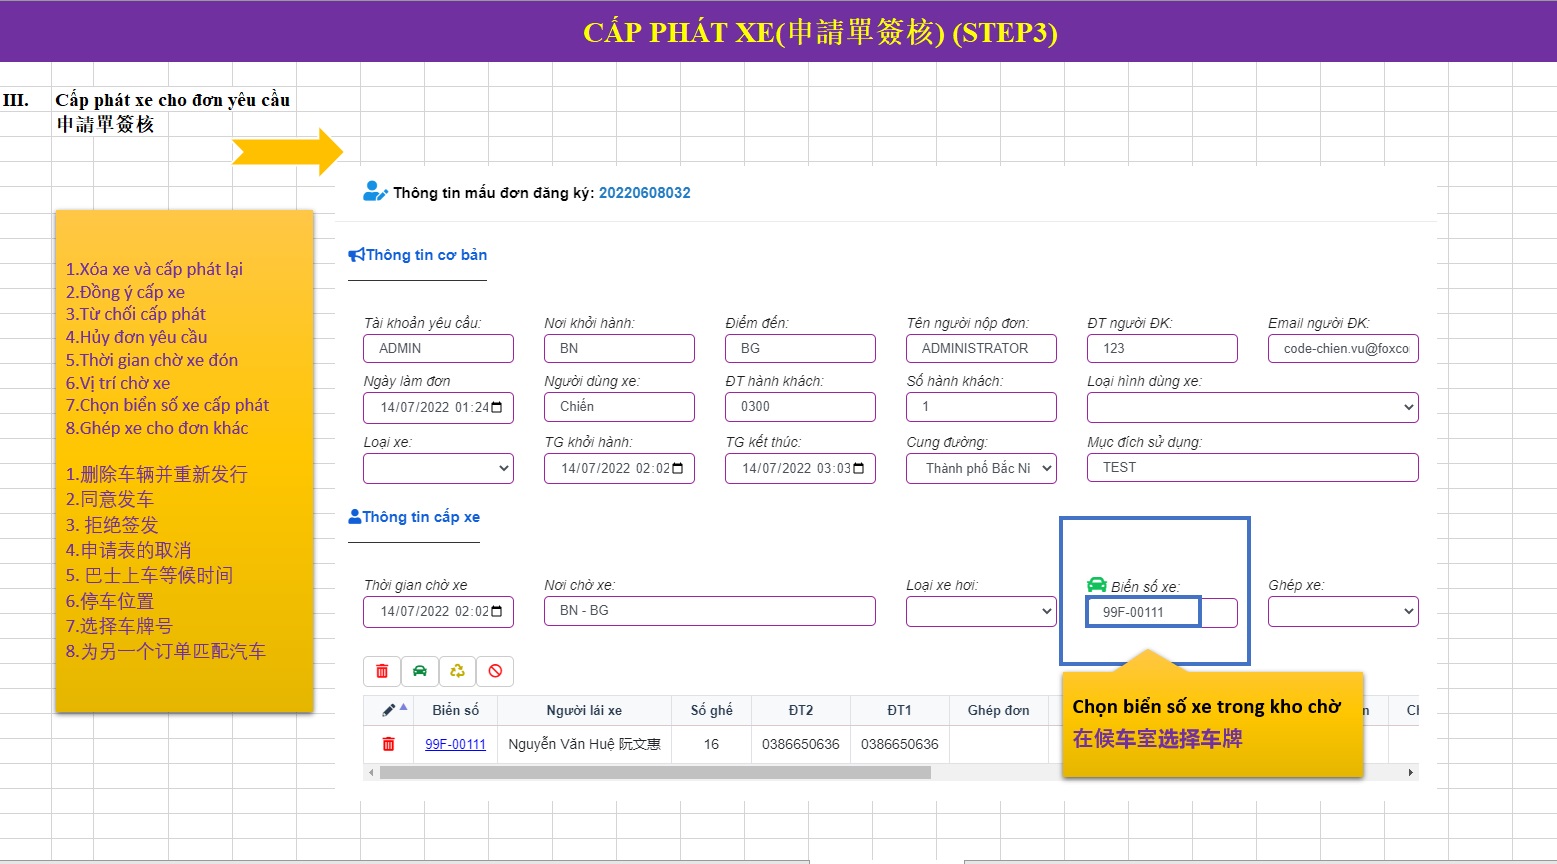 CẤP PHÁT XE(申請單簽核) (STEP3)
III. Cấp phát xe cho đơn yêu cầu
申請單簽核
1.Xóa xe và cấp phát lại
2.Đồng ý cấp xe
3.Từ chối cấp phát
4.Hủy đơn yêu cầu
5.Thời gian chờ xe đón
6.Vị trí chờ xe
7.Chọn biển số xe cấp phát
8.Ghép xe cho đơn khác
1.删除车辆并重新发行
2.同意发车
3. 拒绝签发
4.申请表的取消
5. 巴士上车等候时间
6.停车位置
7.选择车牌号
8.为另一个订单匹配汽车
Thông tin mẫu đơn đăng ký: 20220608032
Thông tin cơ bản
Tài khoản yêu cầu: Nơi khởi hành: Điểm đến: Tên người nộp đơn: ĐT người ĐK: Email người ĐK:
ADMIN BN BG ADMINISTRATOR 123 code-chien.vu@foxco
Ngày làm đơn Người dùng xe: ĐT hành khách: Số hành khách: Loại hình dùng xe:
14/07/2022 01:24 Chiến 0300 1
Loại xe: TG khởi hành: TG kết thúc: Cung đường: Mục đích sử dụng:
14/07/2022 02:02 14/07/2022 03:03 Thành phố Bắc Ni TEST
Thông tin cấp xe
Thời gian chờ xe Nơi chờ xe: Loại xe hơi: Biển số xe: Ghép xe:
14/07/2022 02:02 BN - BG 99F-00111
Biển số Người lái xe Số ghế ĐT2 ĐT1 Ghép đơn
99F-00111 Nguyễn Văn Huệ 阮文惠 16 0386650636 0386650636
Chọn biển số xe trong kho chờ
在候车室选择车牌